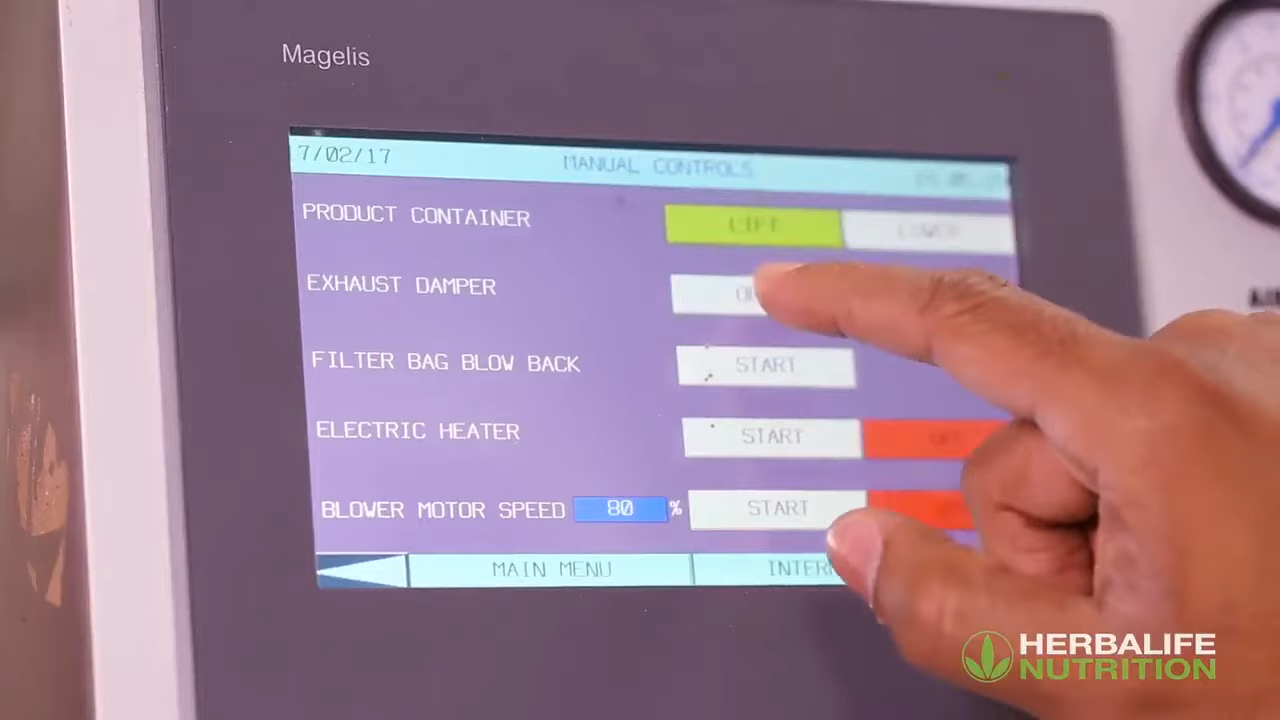 Magelis
7/02/17 MANUAL CONTROLS
PRODUCT CONTAINER LIFT LOWER
EXHAUST DAMPER
FILTER BAG BLOW BACK START
ELECTRIC HEATER START
BLOWER MOTOR SPEED 80 % START
MAIN MENU
HERBALIFE
NUTRITION